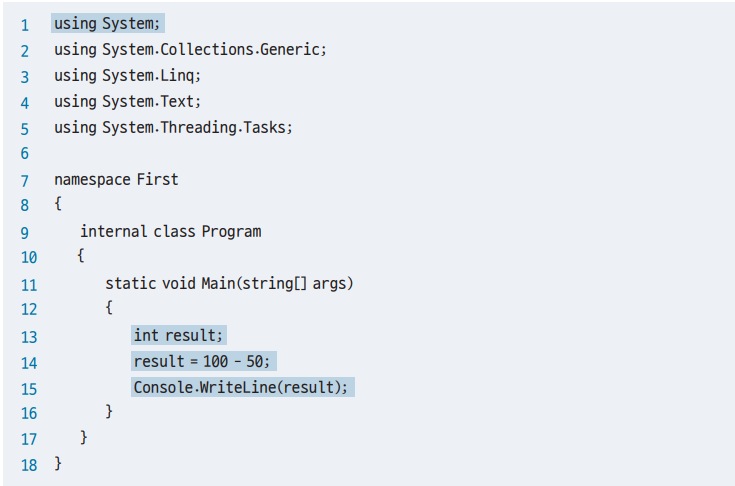 1 using System;
2 using System.Collections.Generic;
3 using System.Linq;
4 using System.Text;
5 using System.Threading.Tasks;
6
7 namespace First
8 {
9 internal class Program
10 {
11 static void Main(string[] args)
12 {
13 int result;
14 result = 100 - 50;
15 Console.WriteLine(result);
16 }
17 }
18 }